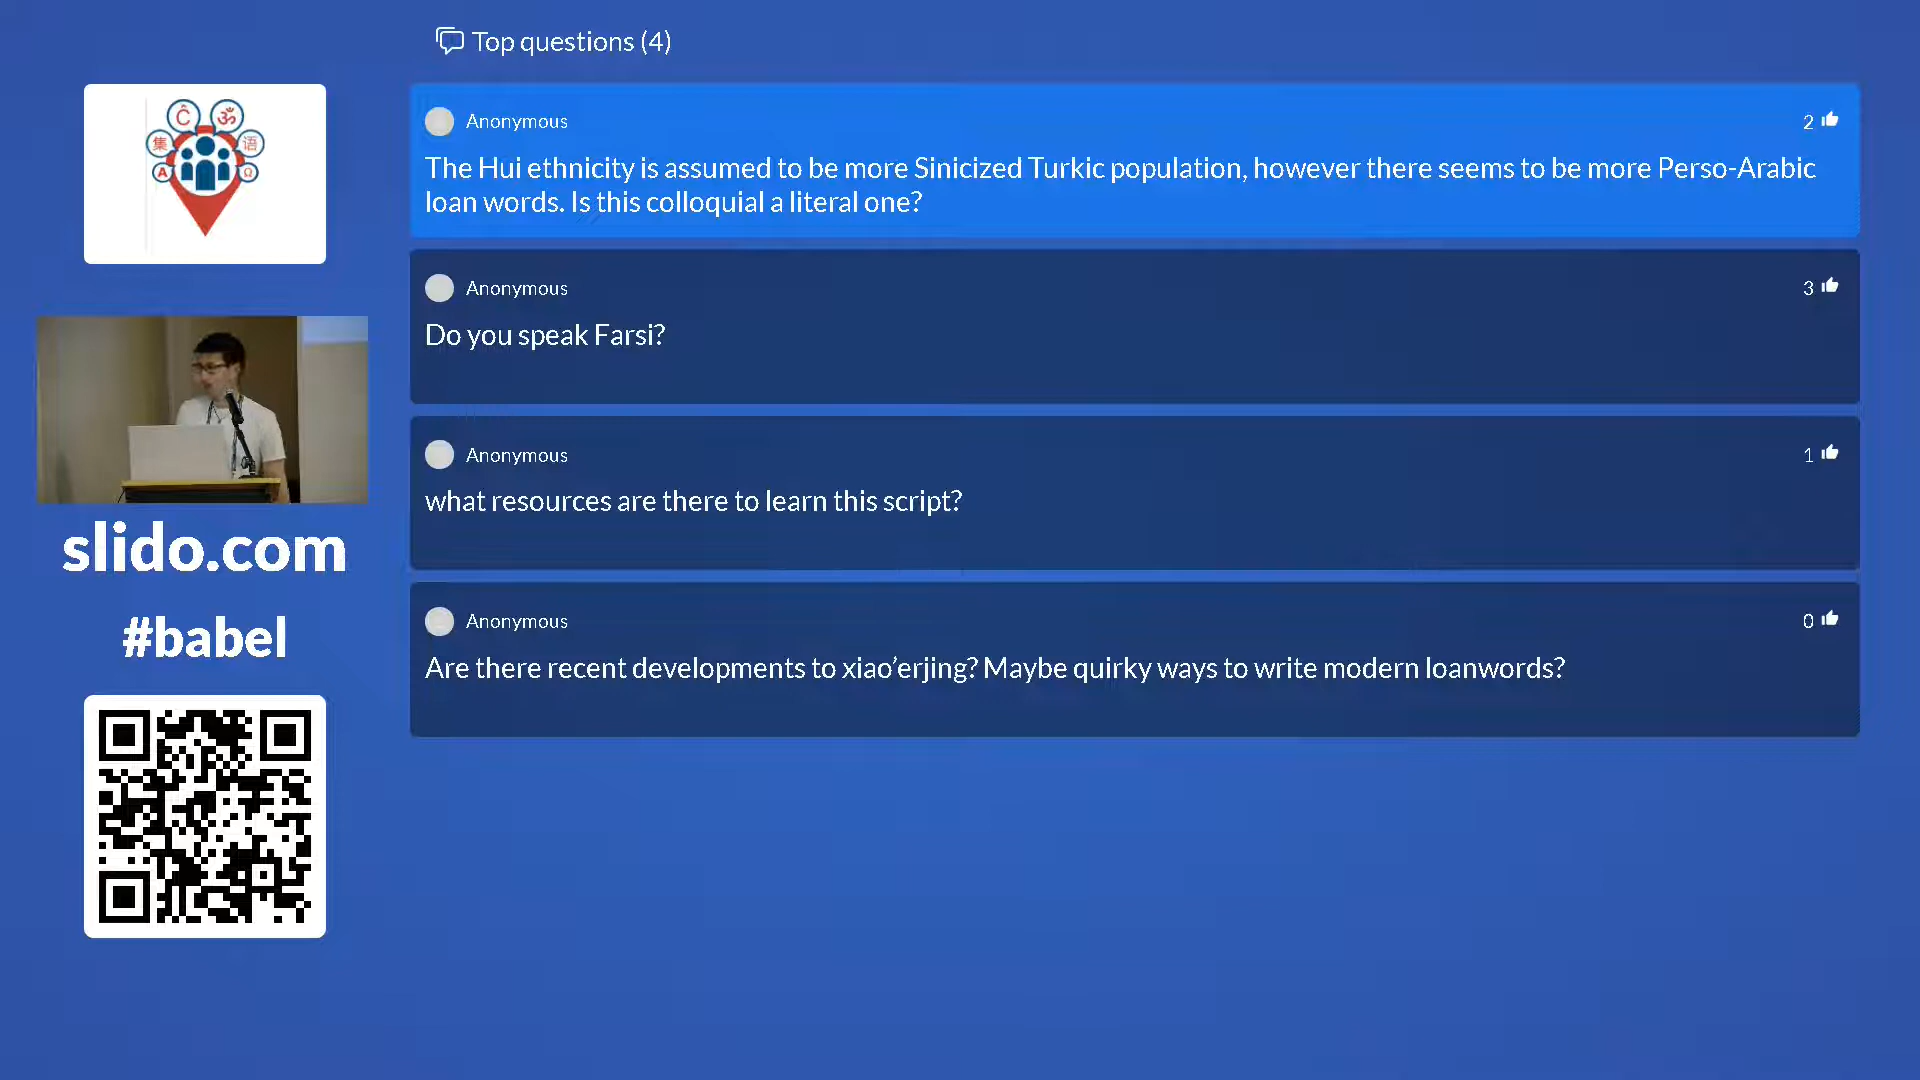 Top questions (4)
Ĉ
ॐ
集
语
A
Ω
Anonymous
2
The Hui ethnicity is assumed to be more Sinicized Turkic population, however there seems to be more Perso-Arabic
loan words. Is this colloquial a literal one?
Anonymous
3
Do you speak Farsi?
Anonymous
1
what resources are there to learn this script?
Anonymous
0
Are there recent developments to xiao’erjing? Maybe quirky ways to write modern loanwords?
slido.com
#babel